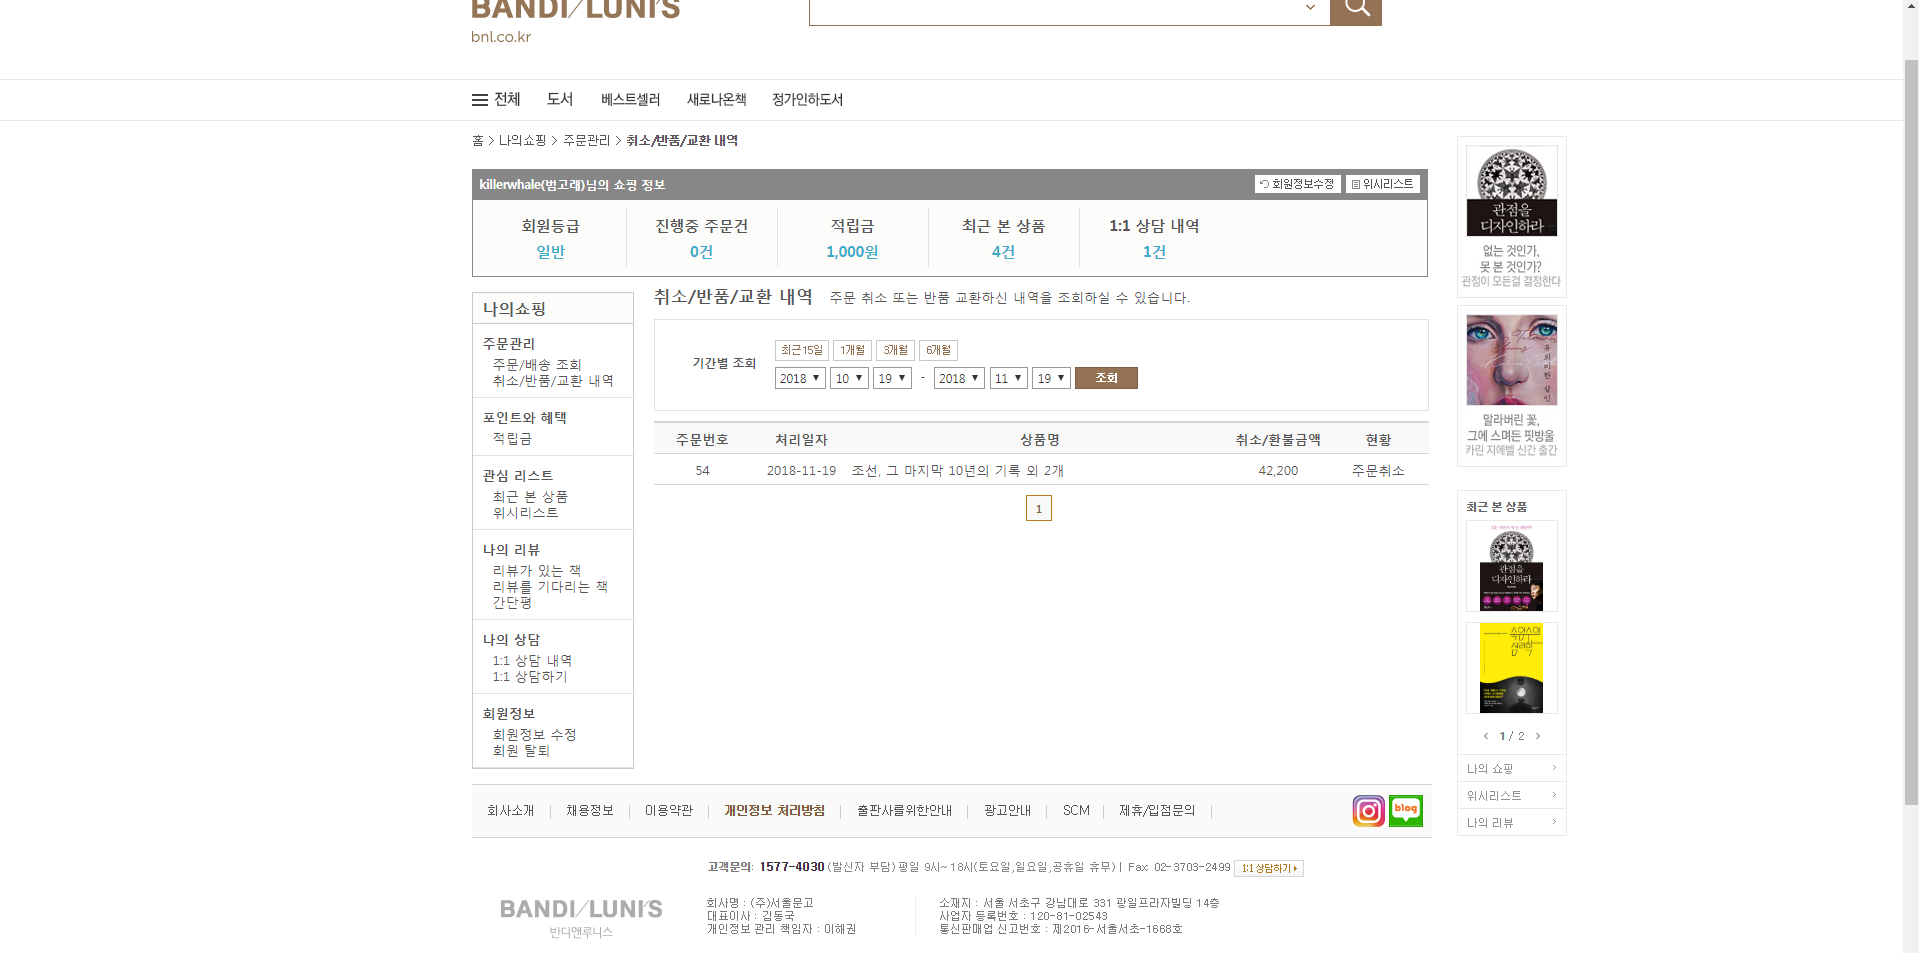 BANDI/LUNI'S
bnl.co.kr
전체 도서 베스트셀러 새로나온책 정가인하도서
홈 > 나의쇼핑 > 주문관리 > 취소/반품/교환 내역
killerwhale(범고래)님의 쇼핑 정보 회원정보수정 위시리스트
회원등급 진행중 주문건 적립금 최근 본 상품 1:1 상담 내역
일반 0건 1,000원 4건 1건
나의쇼핑
주문관리
주문/배송 조회
취소/반품/교환 내역
포인트와 혜택
적립금
관심 리스트
최근 본 상품
위시리스트
나의 리뷰
리뷰가 있는 책
리뷰를 기다리는 책
간단평
나의 상담
1:1 상담 내역
1:1 상담하기
회원정보
회원정보 수정
회원 탈퇴
취소/반품/교환 내역 주문 취소 또는 반품 교환하신 내역을 조회하실 수 있습니다.
기간별 조회 최근15일 1개월 3개월 6개월
2018 10 19 - 2018 11 19 조회
주문번호 처리일자 상품명 취소/환불금액 현황
54 2018-11-19 조선, 그 마지막 10년의 기록 외 2개 42,200 주문취소
1
관점을
디자인하라
없는 것인가,
못 본 것인가?
관점이 모든걸 결정한다
유의미한 살인
말라버린 꽃,
그에 스며든 핏방울
카린 지에벨 신간 출간
최근 본 상품
관점을
디자인하라
< 1 / 2 >
나의 쇼핑 >
위시리스트 >
나의 리뷰 >
회사소개 채용정보 이용약관 개인정보 처리방침 출판사를위한안내 광고안내 SCM 제휴/입점문의
blog
고객문의: 1577-4030 (발신자 부담) 평일 9시~ 18시(토요일,일요일,공휴일 휴무) | Fax: 02-3703-2499 1:1 상담하기
BANDI/LUNI'S
반디앤루니스
회사명 : (주)서울문고
대표이사 : 김동국
개인정보 관리 책임자 : 이해권
소재지 : 서울 서초구 강남대로 331 광일프라자빌딩 14층
사업자 등록번호 : 120-81-02543
통신판매업 신고번호 : 제2016-서울서초-1668호